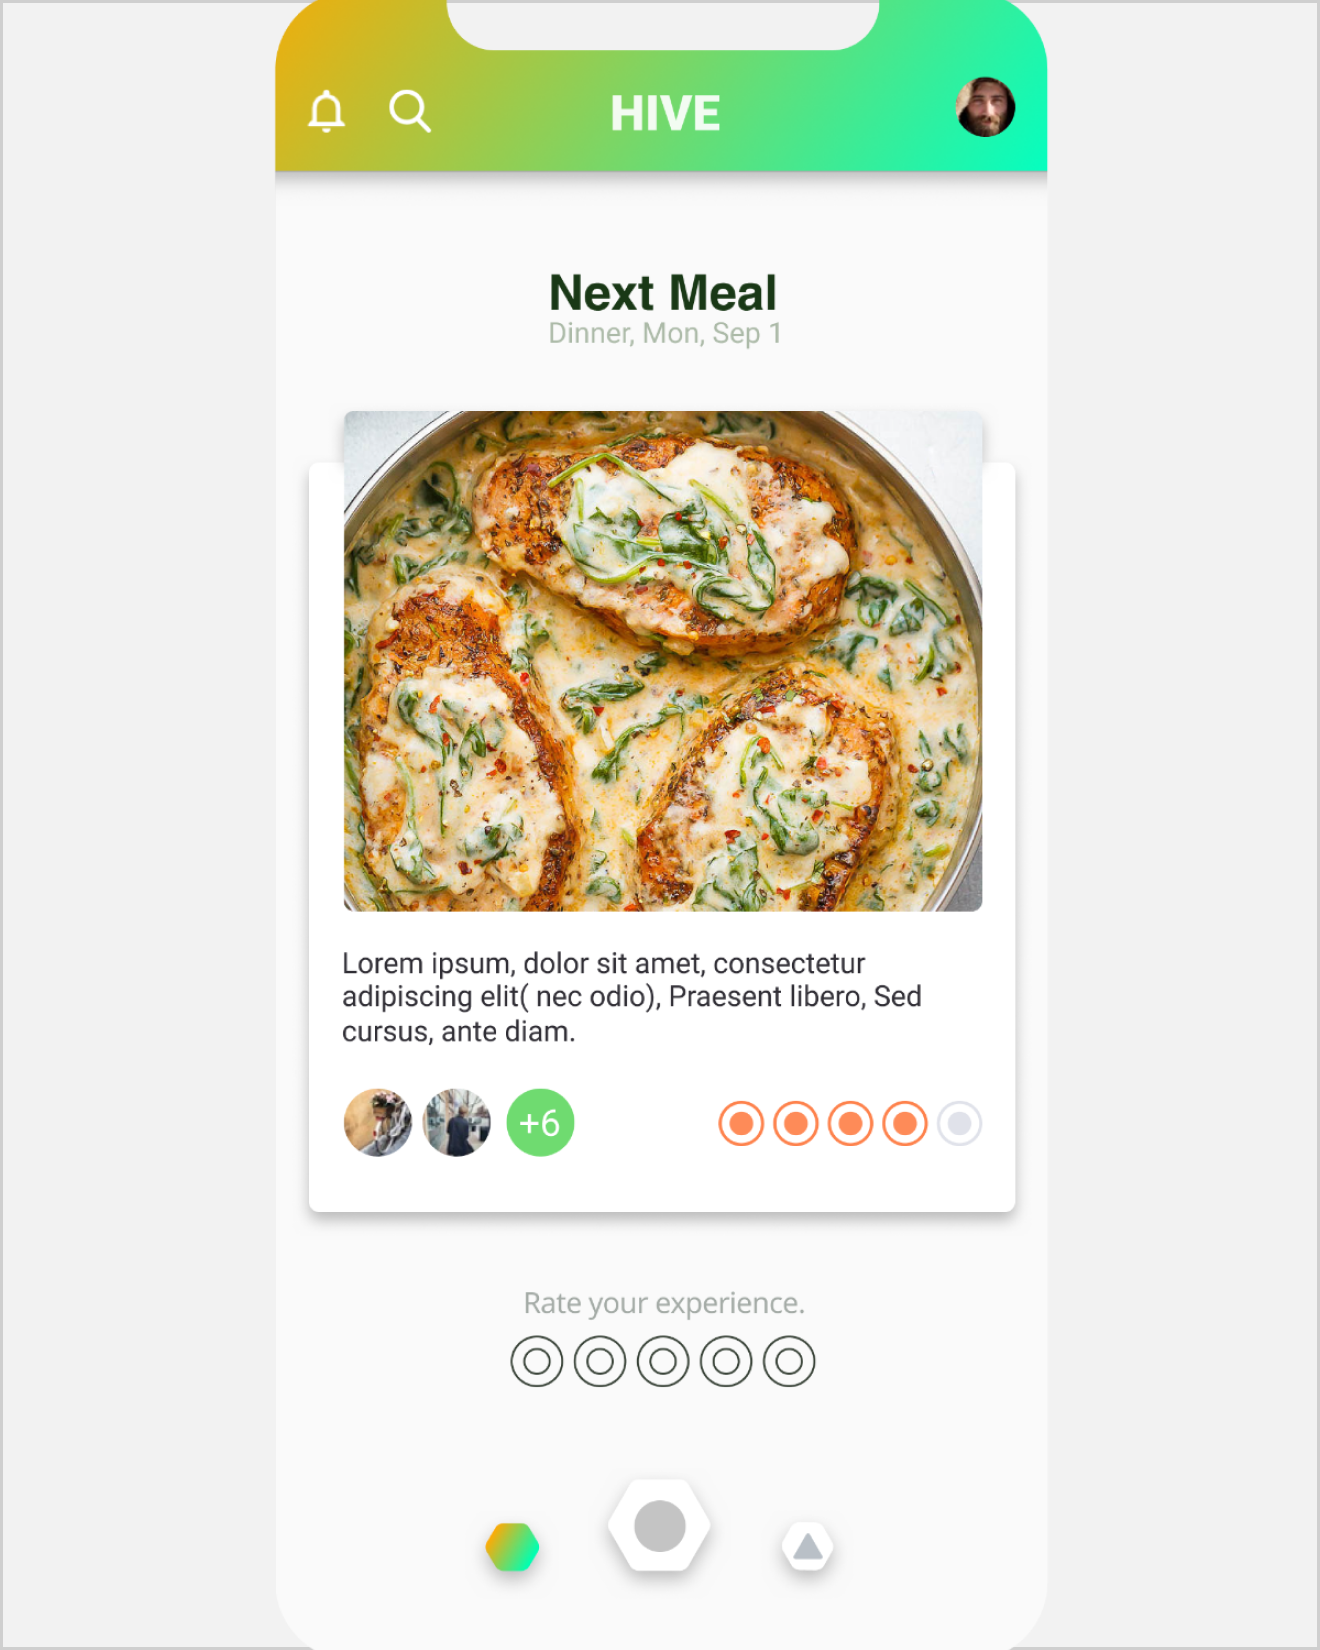 HIVE
Next Meal
Dinner, Mon, Sep 1
Lorem ipsum, dolor sit amet, consectetur
adipiscing elit( nec odio), Praesent libero, Sed
cursus, ante diam.
+6
Rate your experience.